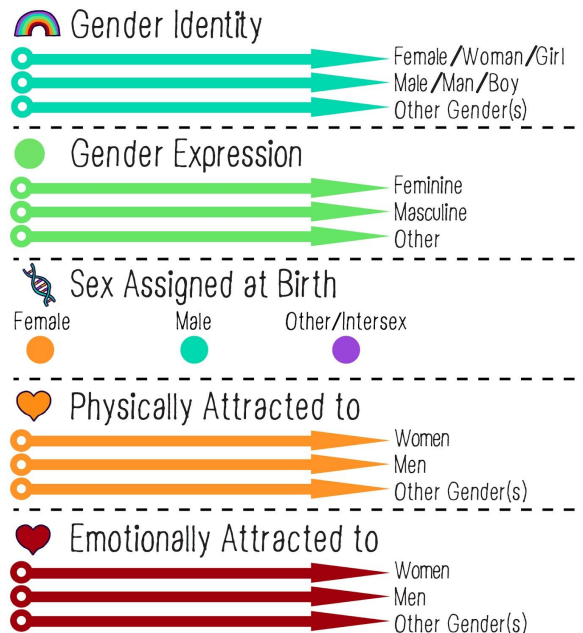 Gender Identity
Female/Woman/Girl
Male/Man/Boy
Other Gender(s)
Gender Expression
Feminine
Masculine
Other
Sex Assigned at Birth
Female Male Other/Intersex
Physically Attracted to
Women
Men
Other Gender(s)
Emotionally Attracted to
Women
Men
Other Gender(s)